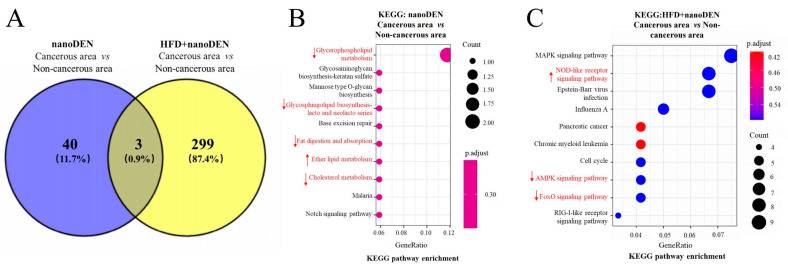 A
nanoDEN
Cancerous area vs
Non-cancerous area
HFD+nanoDEN
Cancerous area vs
Non-cancerous area
40
(11.7%)
3
(0.9%)
299
(87.4%)
B
KEGG: nanoDEN
Cancerous area vs
Non-cancerous area
↓Glycerophospholipid
metabolism
Glycosaminoglycan
biosynthesis-keratan sulfate
Mannose type O-glycan
biosynthesis
↓Glycosphingolipid biosynthesis-
lacto and neolacto series
Base excision repair
↓Fat digestion and absorption
↑ Ether lipid metabolism
↓ Cholesterol metabolism
Malaria
Notch signaling pathway
0.06 0.08 0.10 0.12
GeneRatio
KEGG pathway enrichment
Count
1.00
1.25
1.50
1.75
2.00
p.adjust
0.30
C
KEGG:HFD+nanoDEN
Cancerous area vs Non-
cancerous area
MAPK signaling pathway
↑ NOD-like receptor
signaling pathway
Epstein-Barr virus
infection
Influenza A
Pancreatic cancer
Chronic myeloid leukemia
Cell cycle
↓ AMPK signaling pathway
↓ FoxO signaling pathway
RIG-I-like receptor
signaling pathway
0.04 0.05 0.06 0.07
GeneRatio
KEGG pathway enrichment
p.adjust
0.42
0.46
0.50
0.54
Count
4
5
6
7
8
9